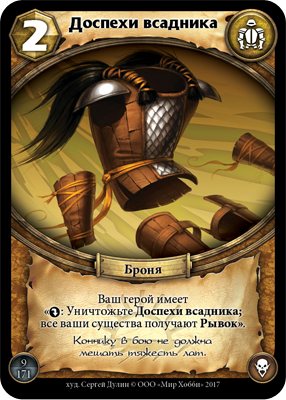 2
Доспехи всадника
Броня
Ваш герой имеет
«3: Уничтожьте Доспехи всадника;
все ваши существа получают Рывок».
Коннику в бою не должна
мешать тяжесть лат.
9
171
худ. Сергей Дулин © ООО «Мир Хобби» 2017